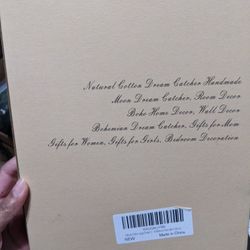 Natural Cotton Dream Catcher Handmade
Moon Dream Catcher, Room Decor
Boho Home Decor, Wall Decor
Bohemian Dream Catcher, Gifts for Mom
Gifts for Women, Gifts for Girls, Bedroom Decoration
NEW
Made in China